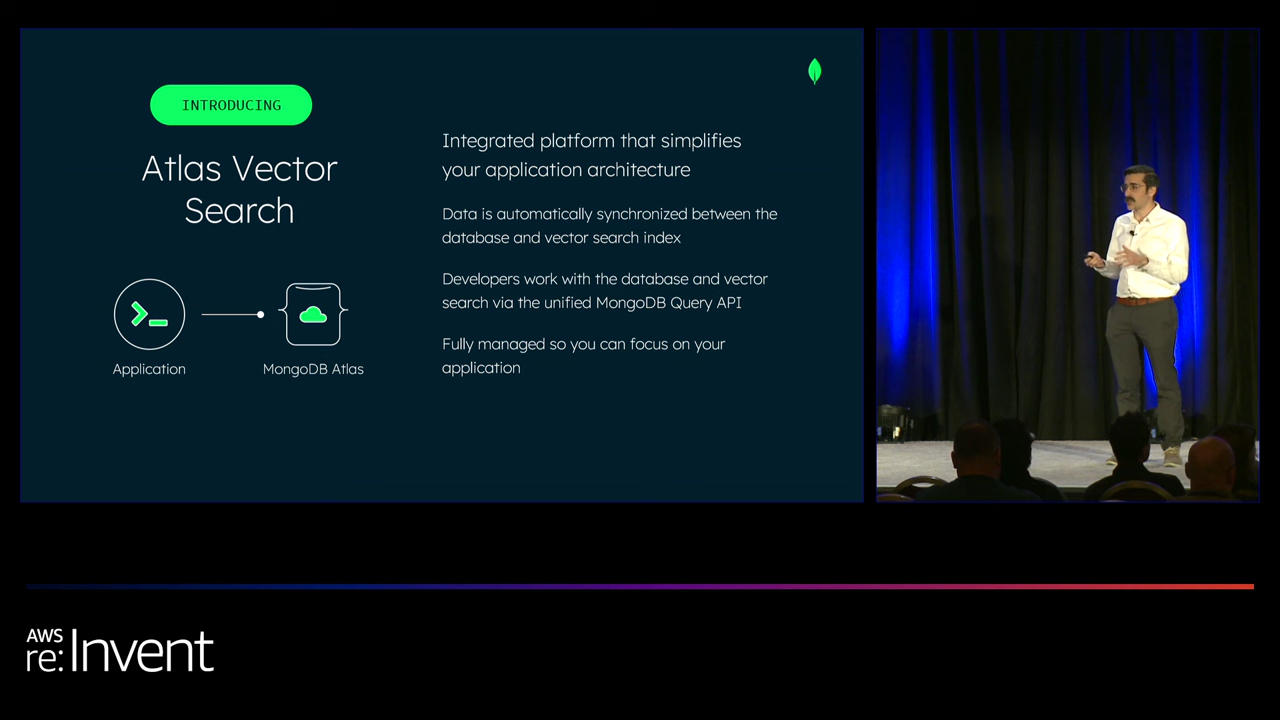 INTRODUCING
Atlas Vector
Search
Application
MongoDB Atlas
Integrated platform that simplifies
your application architecture
Data is automatically synchronized between the
database and vector search index
Developers work with the database and vector
search via the unified MongoDB Query API
Fully managed so you can focus on your
application
AWS
re:Invent